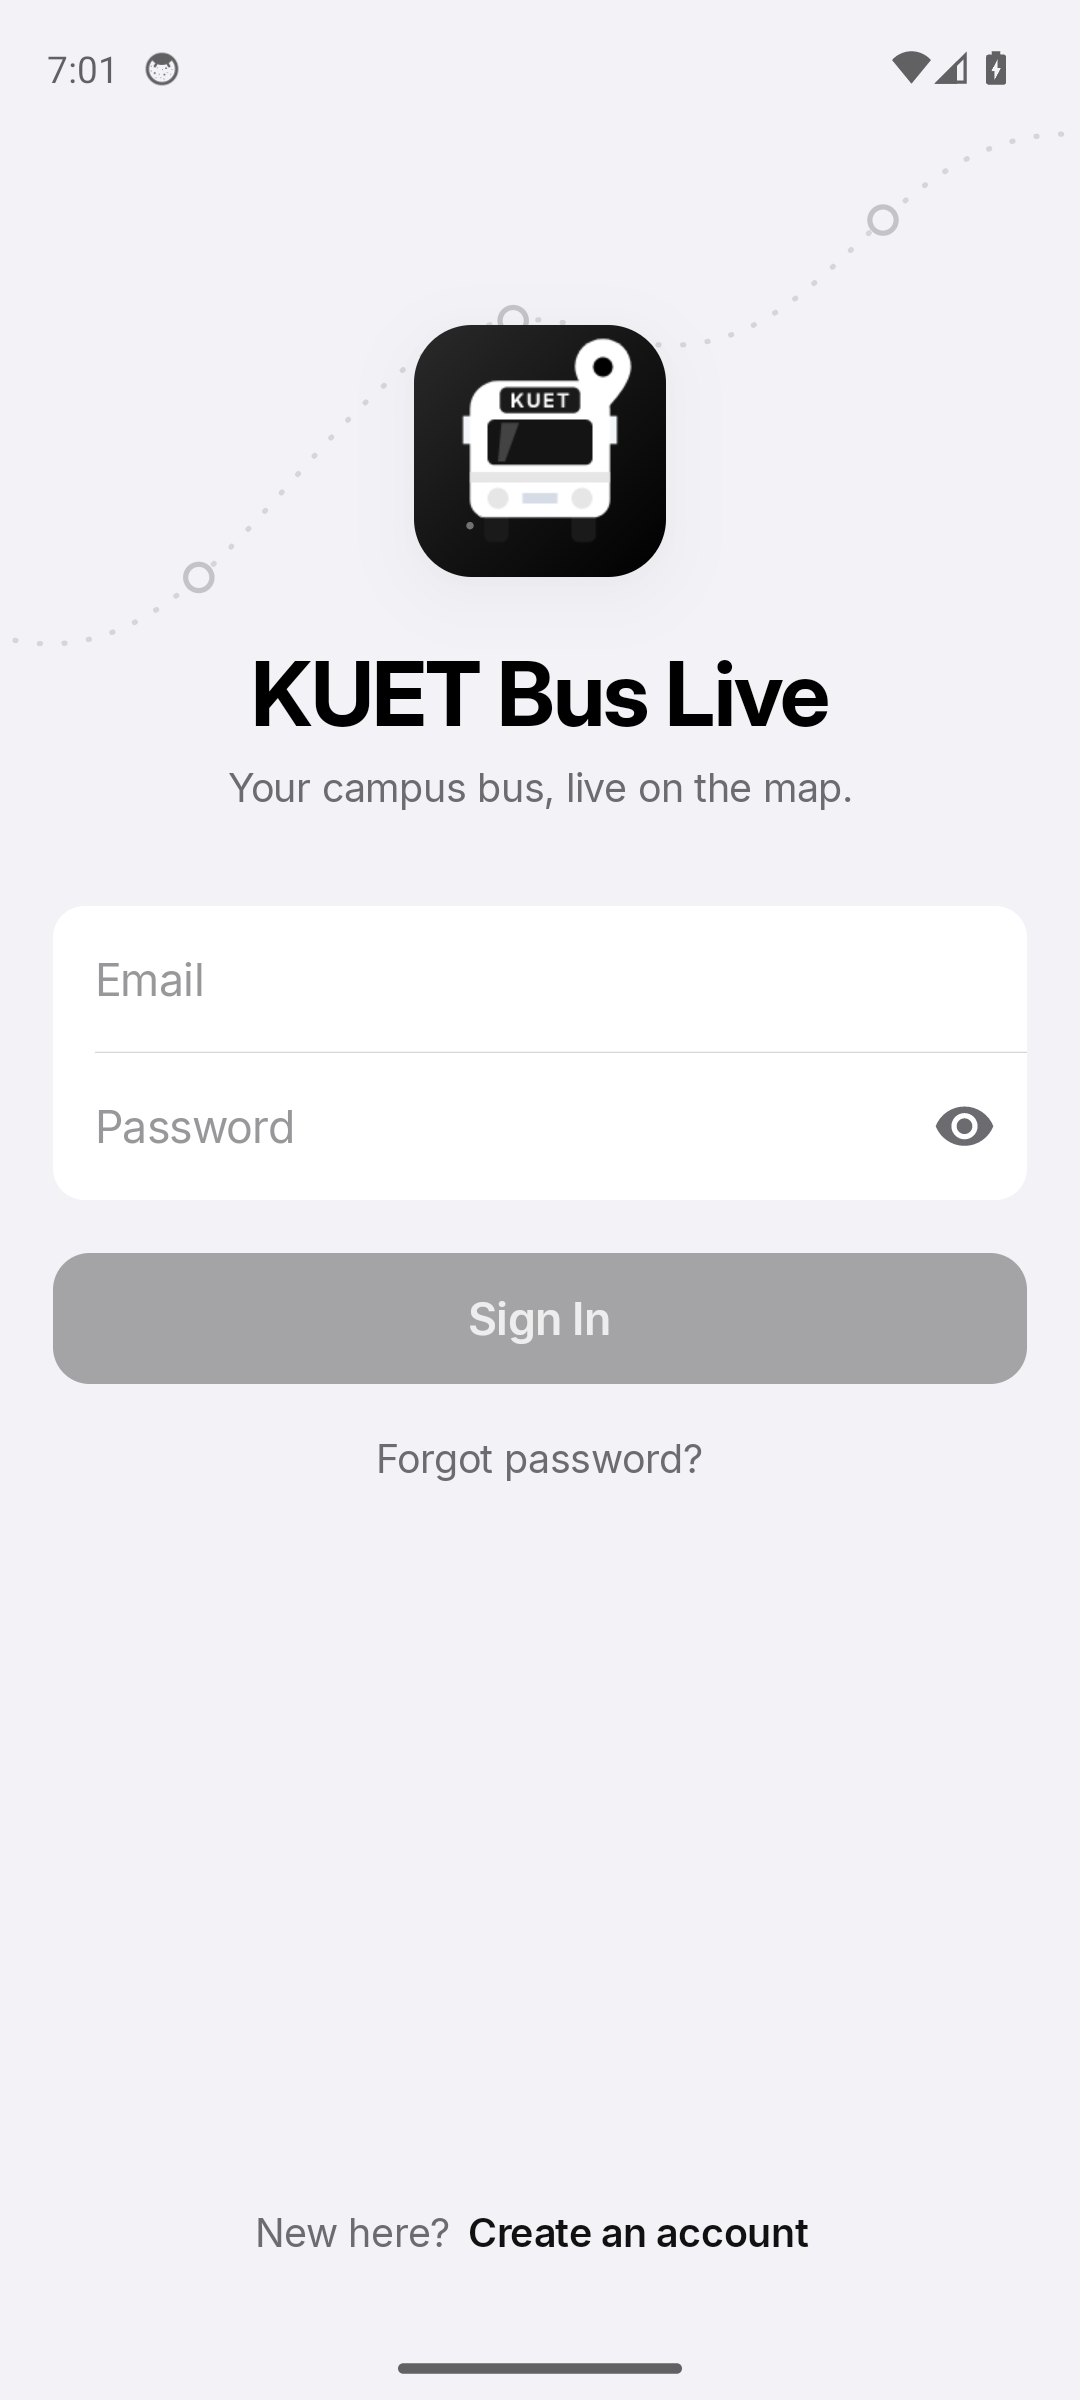 7:01
KUET
KUET Bus Live
Your campus bus, live on the map.
Email
Password
Sign In
Forgot password?
New here? Create an account